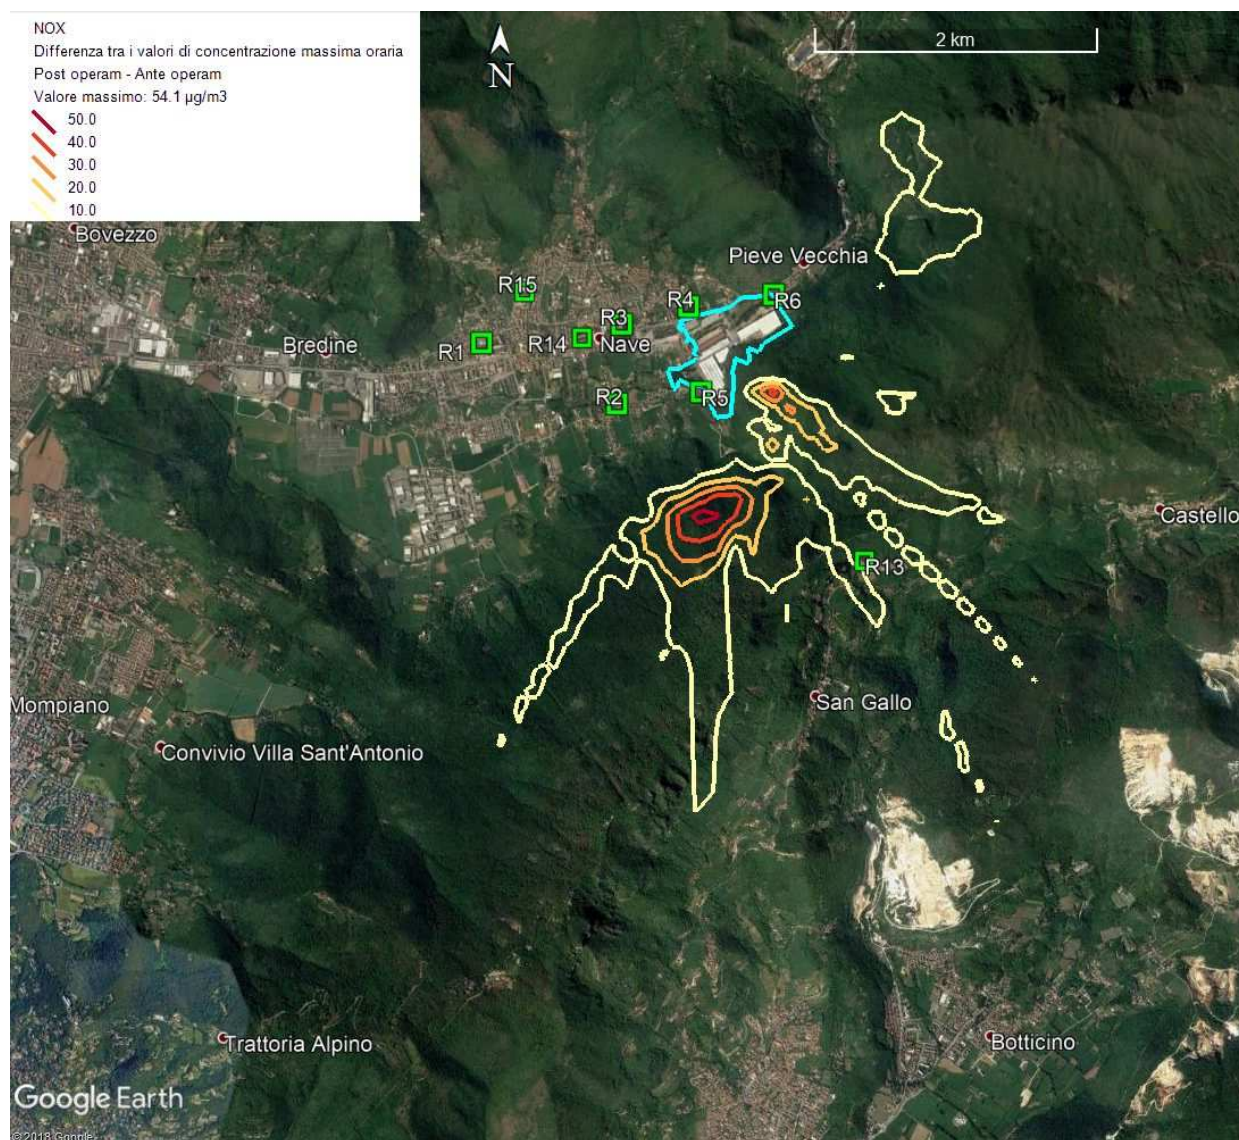 NOX
Differenza tra i valori di concentrazione massima oraria
Post operam - Ante operam
Valore massimo: 54.1 µg/m3
50.0
40.0
30.0
20.0
10.0
N
2 km
Bovezzo
Pieve Vecchia
R15
R4
R6
R3
Bredine
R1
R14
Nave
R2
R5
Castello
R13
Mompiano
San Gallo
Convivio Villa Sant'Antonio
Trattoria Alpino
Botticino
Google Earth
© 2018 Google